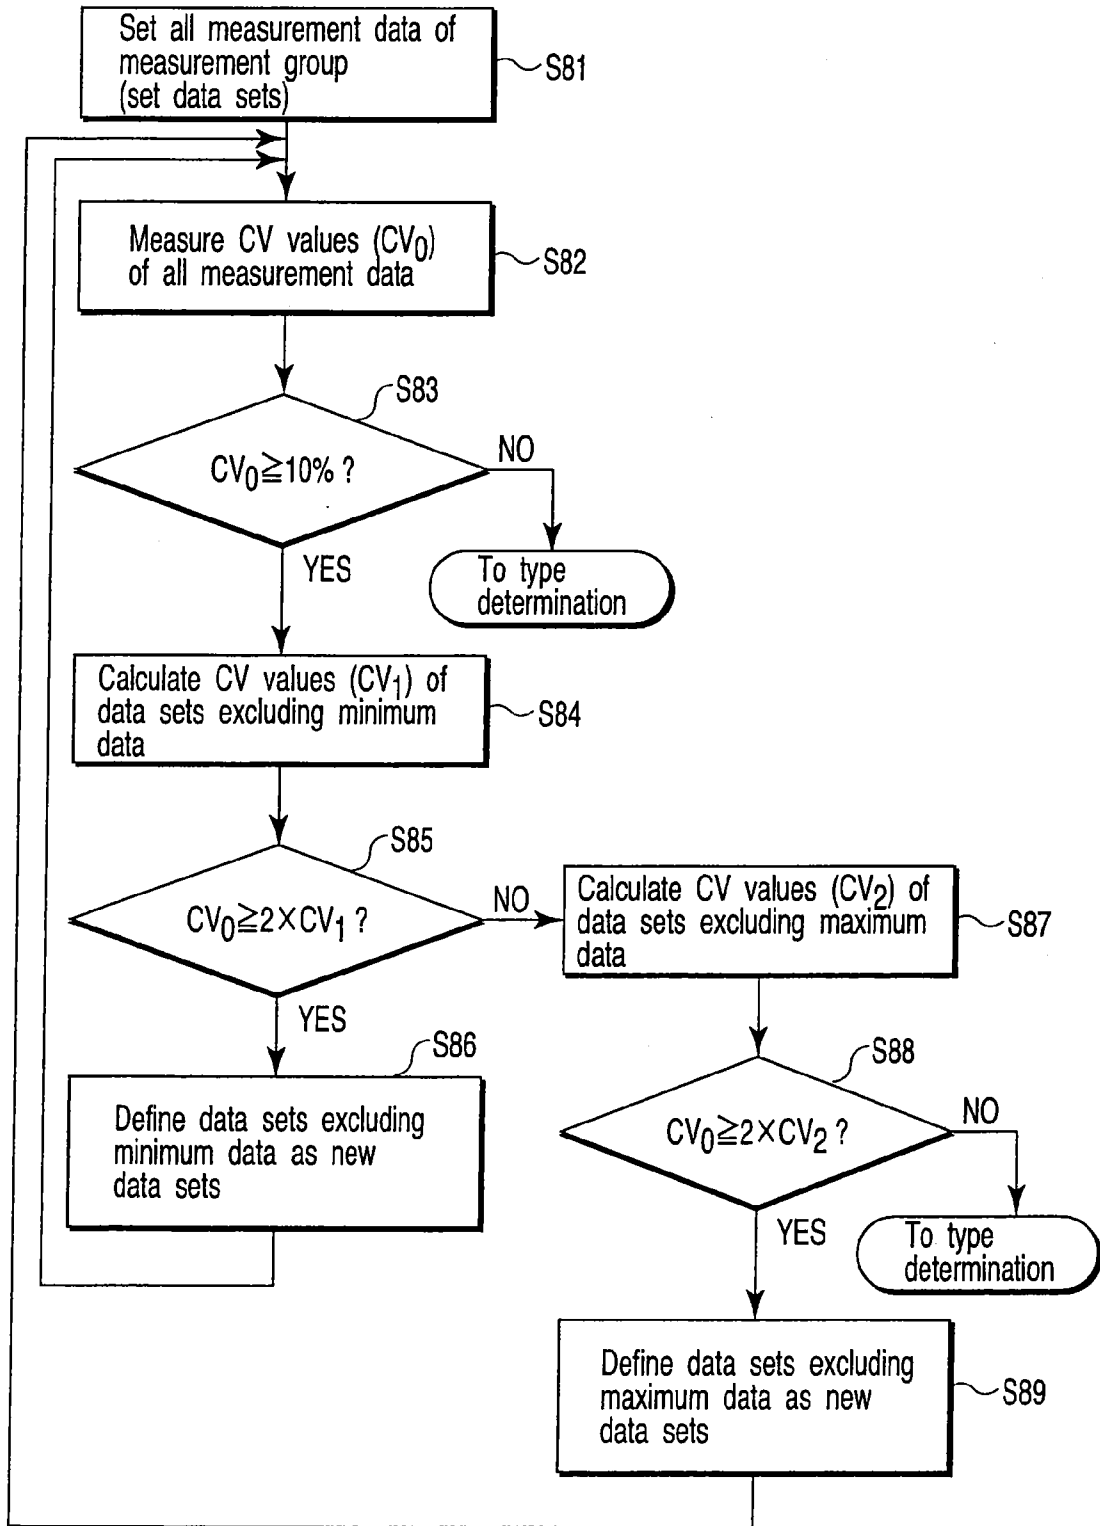 Set all measurement data of
measurement group
(set data sets)
S81
Measure CV values (CV0)
of all measurement data
S82
S83
CV0≧10% ?
NO
YES
To type
determination
Calculate CV values (CV1) of
data sets excluding minimum
data
S84
S85
CV0≧2×CV1 ?
NO
YES
Calculate CV values (CV2) of
data sets excluding maximum
data
S87
S86
Define data sets excluding
minimum data as new
data sets
S88
CV0≧2×CV2 ?
NO
YES
To type
determination
Define data sets excluding
maximum data as new
data sets
S89